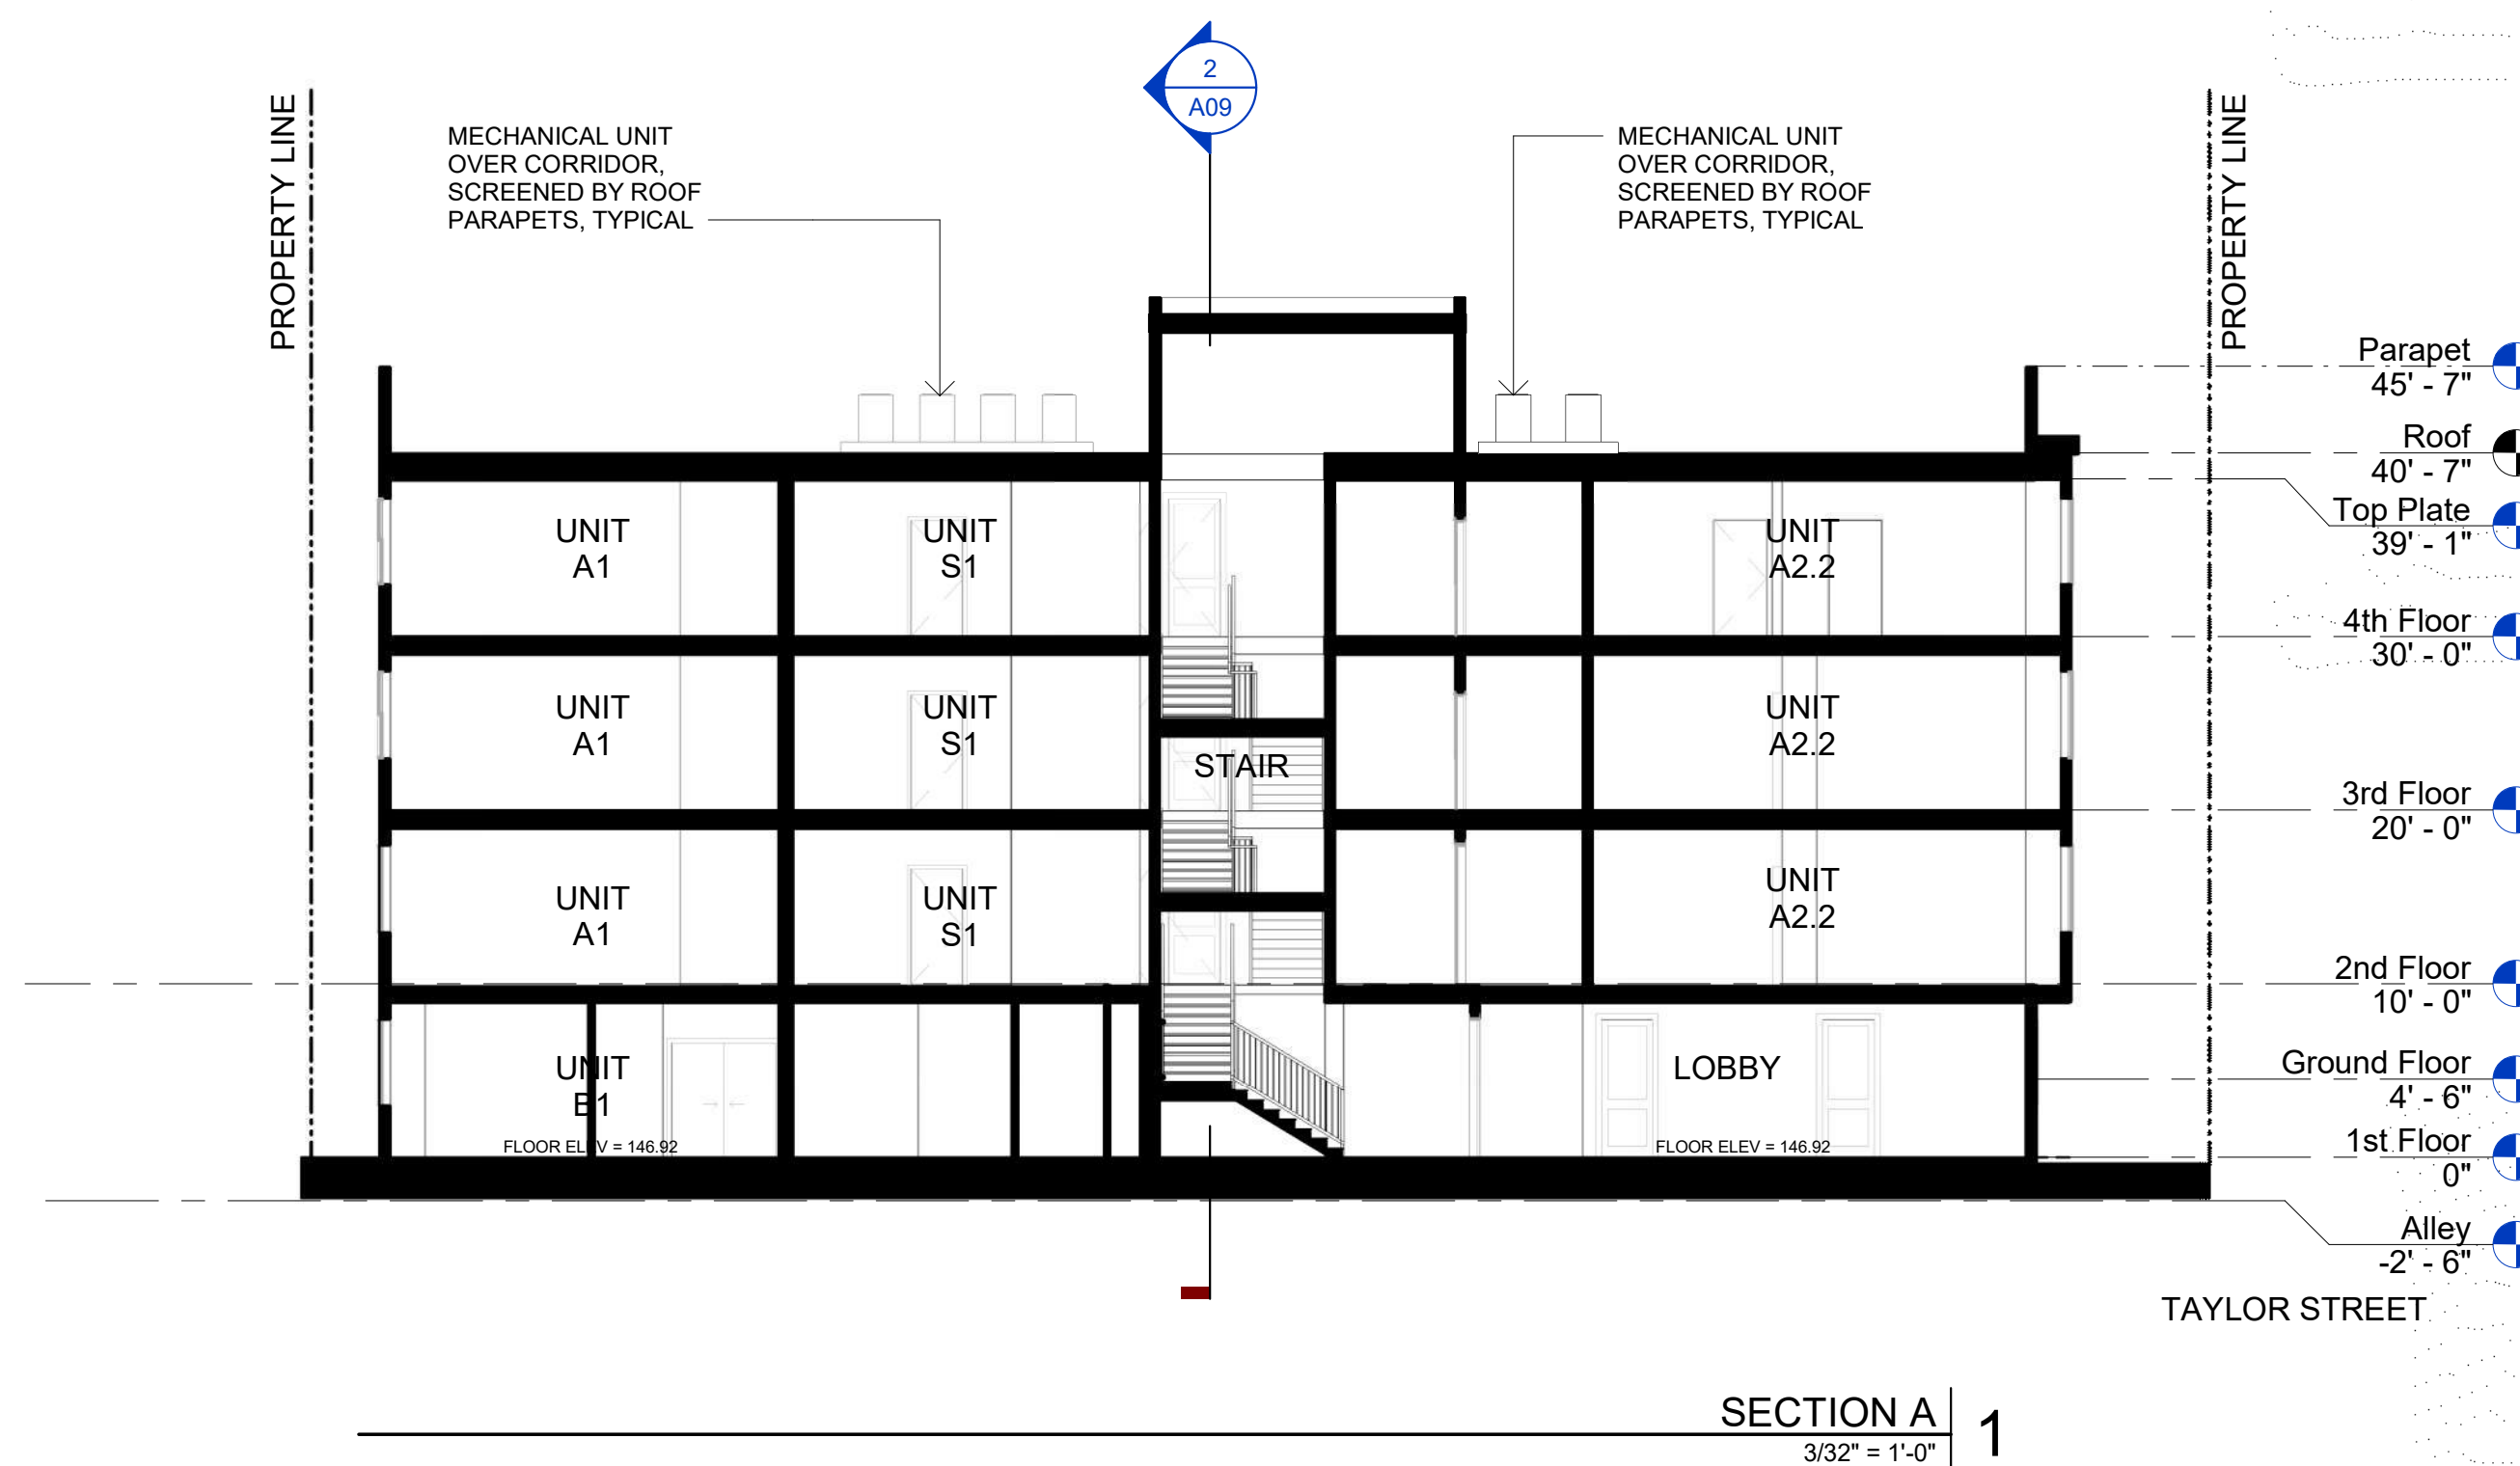 2
A09
PROPERTY LINE
MECHANICAL UNIT
OVER CORRIDOR,
SCREENED BY ROOF
PARAPETS, TYPICAL
MECHANICAL UNIT
OVER CORRIDOR,
SCREENED BY ROOF
PARAPETS, TYPICAL
PROPERTY LINE
Parapet
45' - 7"
Roof
40' - 7"
Top Plate
39' - 1"
4th Floor
30' - 0"
3rd Floor
20' - 0"
2nd Floor
10' - 0"
Ground Floor
4' - 6"
1st Floor
0"
Alley
-2' - 6"
UNIT
A1
UNIT
S1
UNIT
A2.2
UNIT
A1
UNIT
S1
STAIR
UNIT
A2.2
UNIT
A1
UNIT
S1
UNIT
A2.2
UNIT
B1
FLOOR ELEV = 146.92
LOBBY
FLOOR ELEV = 146.92
TAYLOR STREET
SECTION A
1
3/32" = 1'-0"